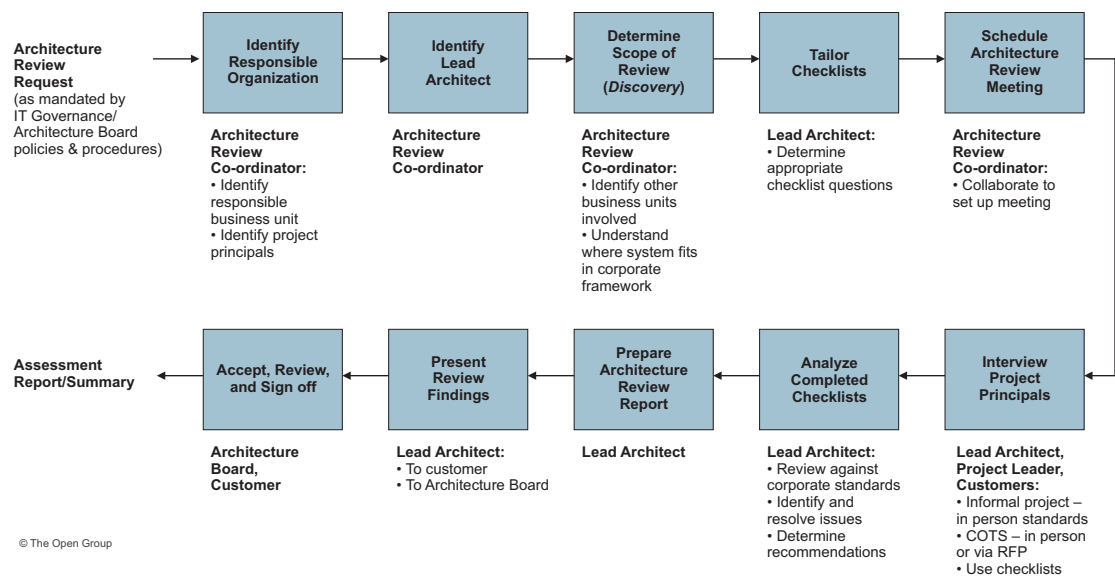 Architecture
Review
Request
(as mandated by
IT Governance/
Architecture Board
policies & procedures)
Identify
Responsible
Organization
Identify
Lead
Architect
Determine
Scope of
Review
(Discovery)
Tailor
Checklists
Schedule
Architecture
Review
Meeting
Architecture
Review
Co-ordinator:
• Identify
responsible
business unit
• Identify project
principals
Architecture
Review
Co-ordinator
Architecture
Review
Co-ordinator:
• Identify other
business units
involved
• Understand
where system fits
in corporate
framework
Lead Architect:
• Determine
appropriate
checklist questions
Architecture
Review
Co-ordinator:
• Collaborate to
set up meeting
Assessment
Report/Summary
Accept, Review,
and Sign off
Present
Review
Findings
Prepare
Architecture
Review
Report
Analyze
Completed
Checklists
Interview
Project
Principals
Architecture
Board,
Customer
Lead Architect:
• To customer
• To Architecture Board
Lead Architect
Lead Architect:
• Review against
corporate standards
• Identify and
resolve issues
• Determine
recommendations
Lead Architect,
Project Leader,
Customers:
• Informal project –
in person standards
• COTS – in person
or via RFP
• Use checklists
© The Open Group